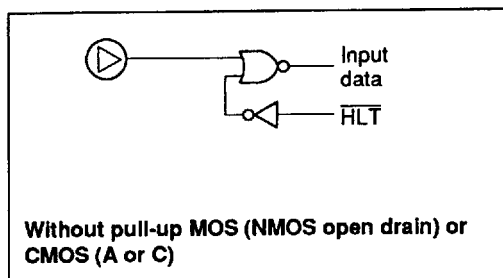 Input
data
HLT
Without pull-up MOS (NMOS open drain) or
CMOS (A or C)